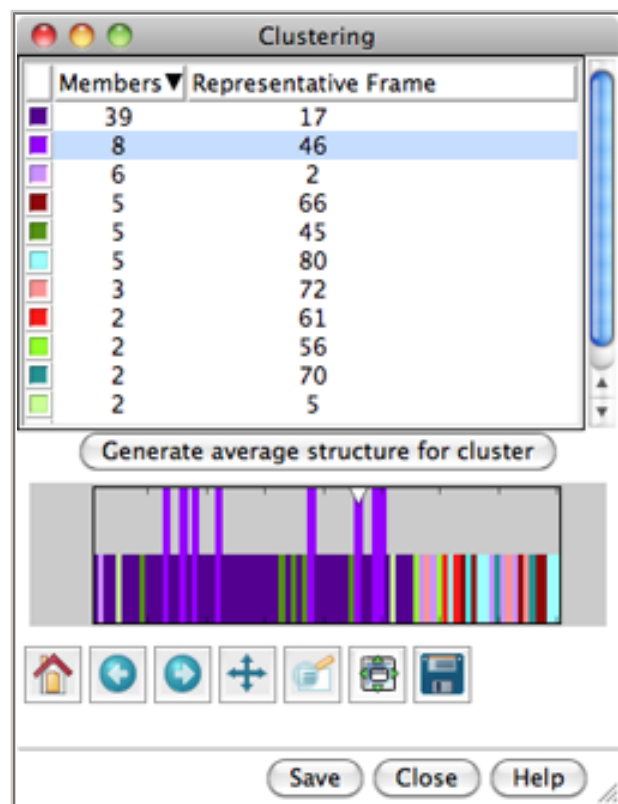 Clustering
Members▼ Representative Frame
39 17
8 46
6 2
5 66
5 45
5 80
3 72
2 61
2 56
2 70
2 5
Generate average structure for cluster
Save Close Help